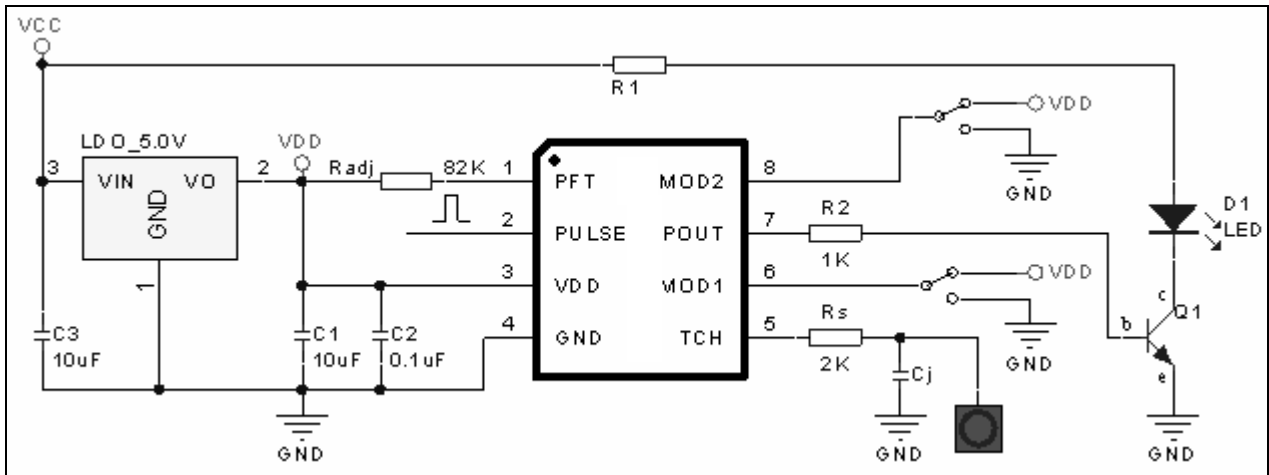 VCC
R1
LDO_5.0V
3
VIN
VO
GND
2
1
VDD
Radj
82K
1
PFT
2
PULSE
3
VDD
4
GND
MOD2
8
POUT
7
MOD1
6
TCH
5
VDD
GND
R2
1K
VDD
GND
Rs
2K
Cj
GND
D1
LED
c
Q1
b
e
GND
C3
10uF
C1
10uF
C2
0.1uF
GND